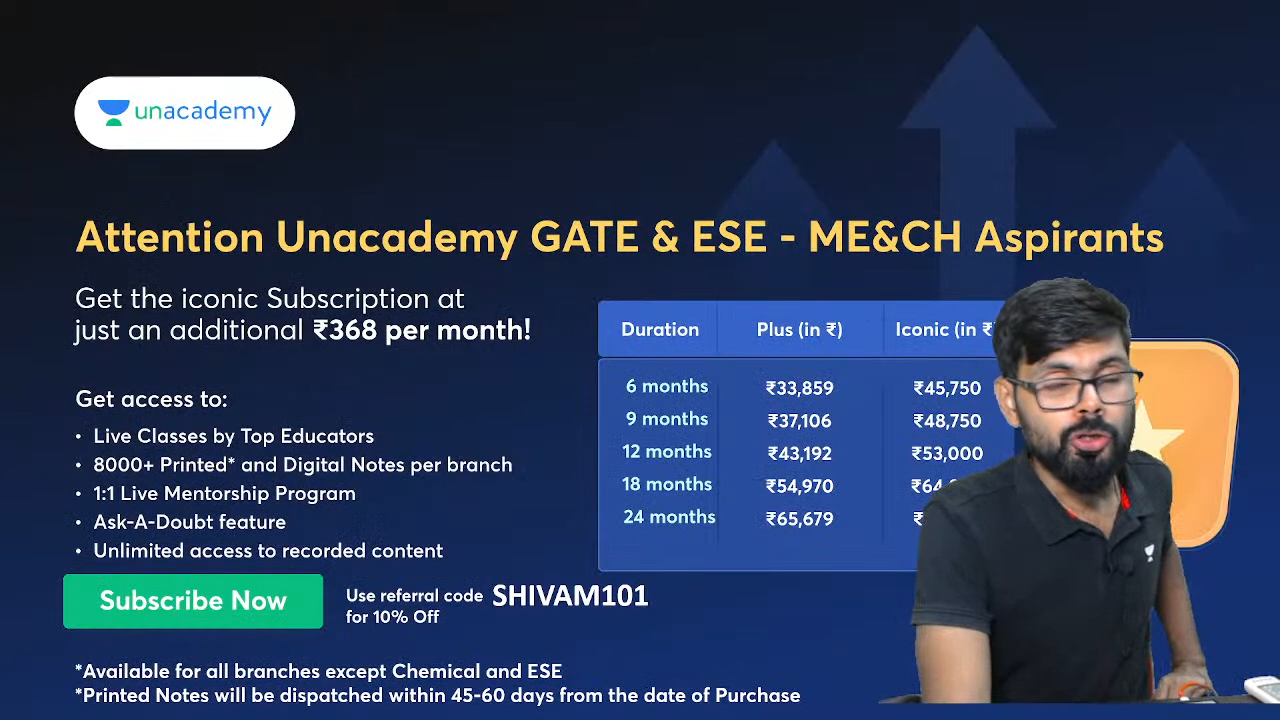 unacademy
Attention Unacademy GATE & ESE - ME&CH Aspirants
Get the iconic Subscription at
just an additional ₹368 per month!
Get access to:
• Live Classes by Top Educators
• 8000+ Printed* and Digital Notes per branch
• 1:1 Live Mentorship Program
• Ask-A-Doubt feature
• Unlimited access to recorded content
Duration Plus (in ₹) Iconic (in ₹
6 months ₹33,859 ₹45,750
9 months ₹37,106 ₹48,750
12 months ₹43,192 ₹53,000
18 months ₹54,970
24 months ₹65,679
Subscribe Now
Use referral code SHIVAM101
for 10% Off
*Available for all branches except Chemical and ESE
*Printed Notes will be dispatched within 45-60 days from the date of Purchase